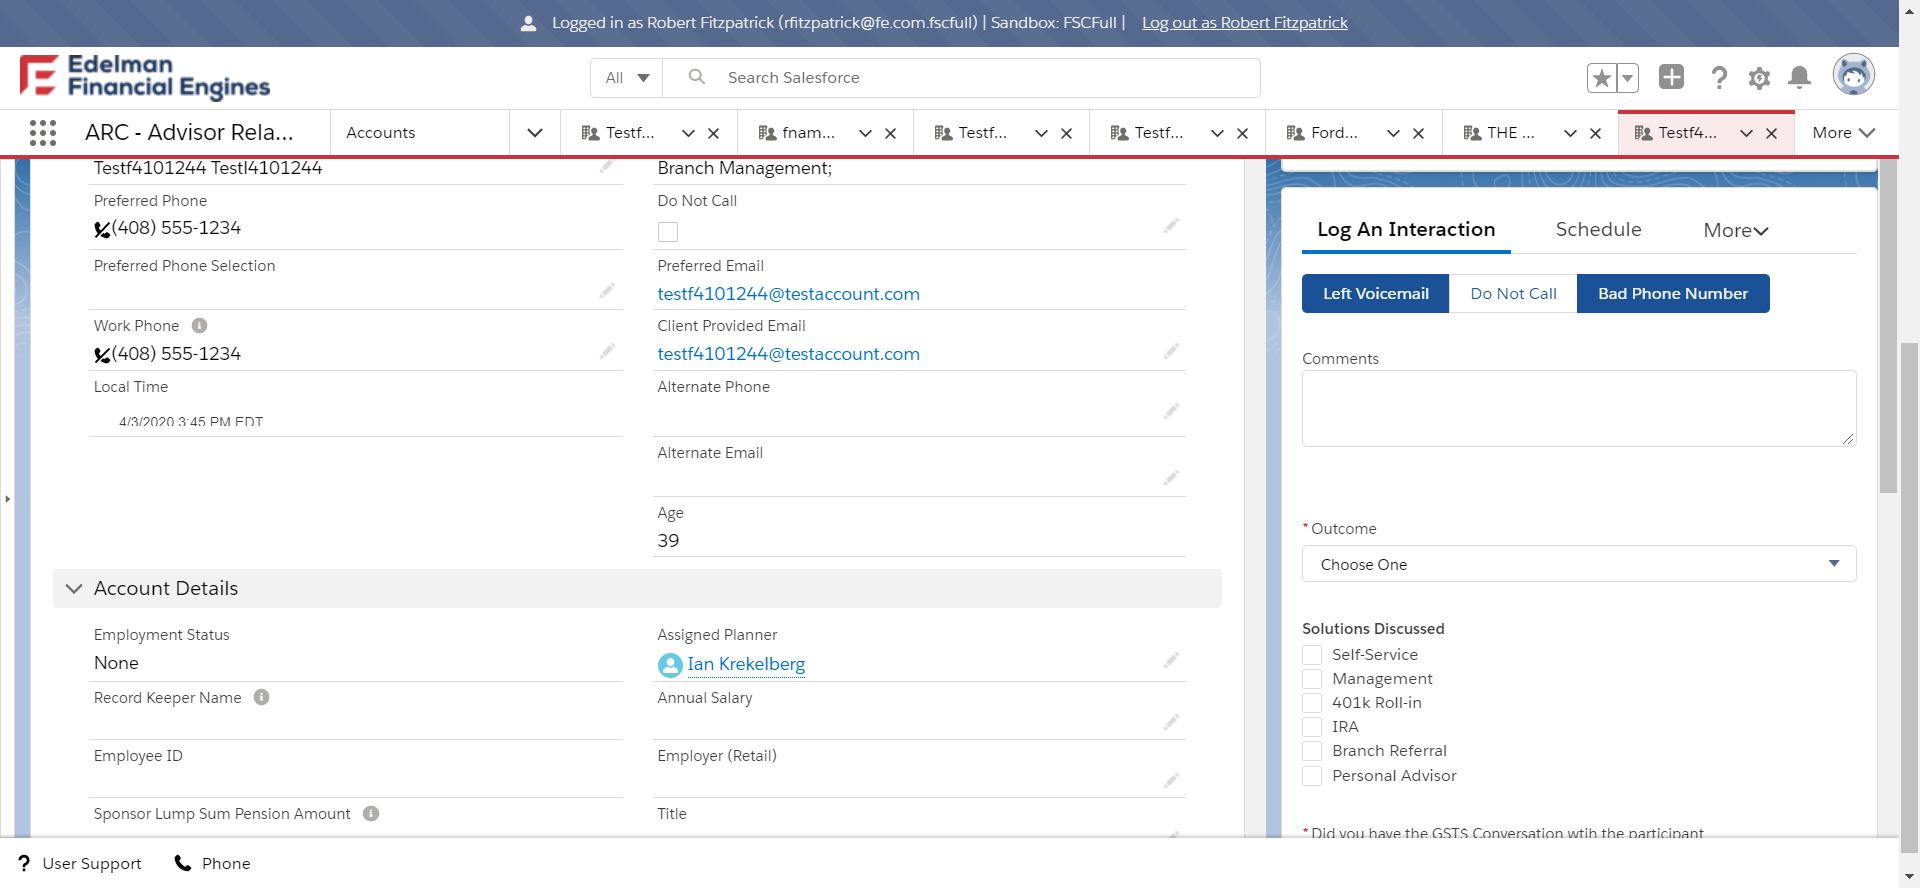 Logged in as Robert Fitzpatrick (rfitzpatrick@fe.com.fscfull) | Sandbox: FSCFull | Log out as Robert Fitzpatrick
Edelman
Financial Engines
All
Search Salesforce
ARC - Advisor Rela...
Accounts
Testf...
fnam...
Testf...
Testf...
Ford...
THE ...
Testf4...
More
Testf4101244 Testl4101244
Preferred Phone
(408) 555-1234
Preferred Phone Selection
Work Phone
(408) 555-1234
Local Time
4/3/2020 3:45 PM EDT
Branch Management;
Do Not Call
Preferred Email
testf4101244@testaccount.com
Client Provided Email
testf4101244@testaccount.com
Alternate Phone
Alternate Email
Age
39
Account Details
Employment Status
None
Record Keeper Name
Employee ID
Sponsor Lump Sum Pension Amount
Assigned Planner
Ian Krekelberg
Annual Salary
Employer (Retail)
Title
Log An Interaction
Schedule
More
Left Voicemail
Do Not Call
Bad Phone Number
Comments
* Outcome
Choose One
Solutions Discussed
Self-Service
Management
401k Roll-in
IRA
Branch Referral
Personal Advisor
* Did you have the GSTS Conversation wtih the participant
? User Support
Phone